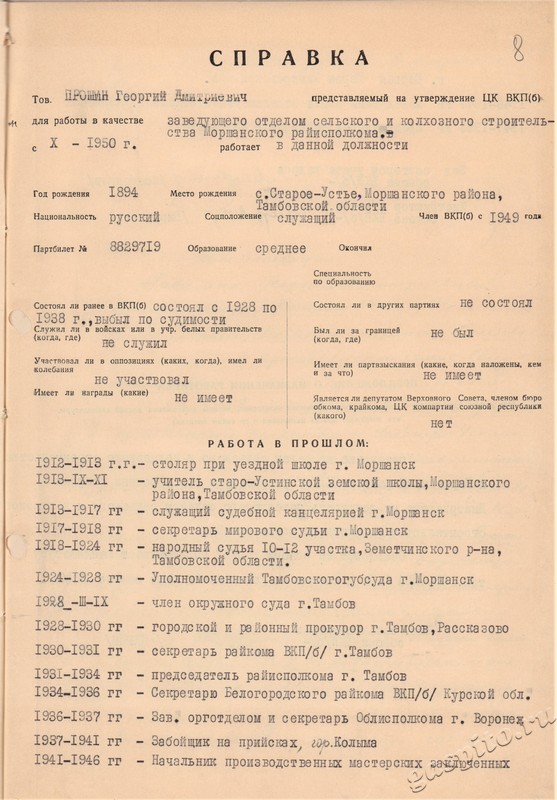 8
СПРАВКА
Тов. ПРОШИН Георгий Дмитриевич представляемый на утверждение ЦК ВКП(б)
для работы в качестве заведующего отделом сельского и колхозного строитель-
ства Моршанского райисполкома.
с X - 1950 г. работает в данной должности
Год рождения 1894 Место рождения с.Старое-Устье,Моршанского района,
Тамбовской области
Национальность русский Соцположение служащий Член ВКП(б) с 1949 года
Партбилет № 8829719 Образование среднее Окончил
Специальность
по образованию
Состоял ли ранее в ВКП(б) состоял с 1928 по
1938 г.,выбыл по судимости
Состоял ли в других партиях не состоял
Служил ли в войсках или в учр. белых правительств
(когда, где) не служил
Был ли за границей
(когда, где) не был
Участвовал ли в оппозициях (каких, когда), имел ли
колебания
не участвовал
Имеет ли партвзыскания (какие, когда наложены, кем
и за что) не имеет
Имеет ли награды (какие) не имеет
Является ли депутатом Верховного Совета, членом бюро
обкома, крайкома, ЦК компартии союзной республики
(какого) нет
РАБОТА В ПРОШЛОМ:
1912-1913 г.г.- столяр при уездной школе г. Моршанск
1913-IX-XI - учитель старо-Устинской земской школы,Моршанского
района,Тамбовской области
1913-1917 гг - служащий судебной канцелярией г.Моршанск
1917-1918 гг - секретарь мирового судьи г.Моршанск
1918-1924 гг - народный судья 10-12 участка,Земетчинского р-на,
Тамбовской области.
1924-1928 гг - Уполномоченный Тамбовскогогубсуда г.Моршанск
1928 -III-IX - член окружного суда г.Тамбов
1928-1930 гг - городской и районный прокурор г.Тамбов,Рассказово
1930-1931 гг - секретарь райкома ВКП/б/ г.Тамбов
1931-1934 гг - председатель райисполкома г. Тамбов
1934-1936 гг - Секретарю Белогородского райкома ВКП/б/ Курской обл.
1936-1937 гг - Зав. орготделом и секретарь Облисполкома г. Воронеж
1937-1941 гг - Забойщик на приисках, гор.Колыма
1941-1946 гг - Начальник производственных мастерских заключенных
gaspito.ru